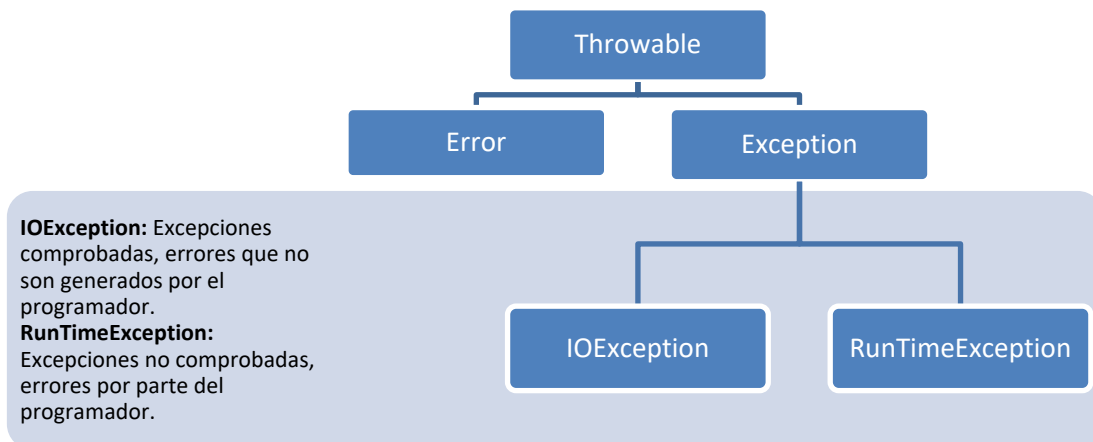 Throwable
Error
Exception
IOException: Excepciones
comprobadas, errores que no
son generados por el
programador.
RunTimeException:
Excepciones no comprobadas,
errores por parte del
programador.
IOException
RunTimeException